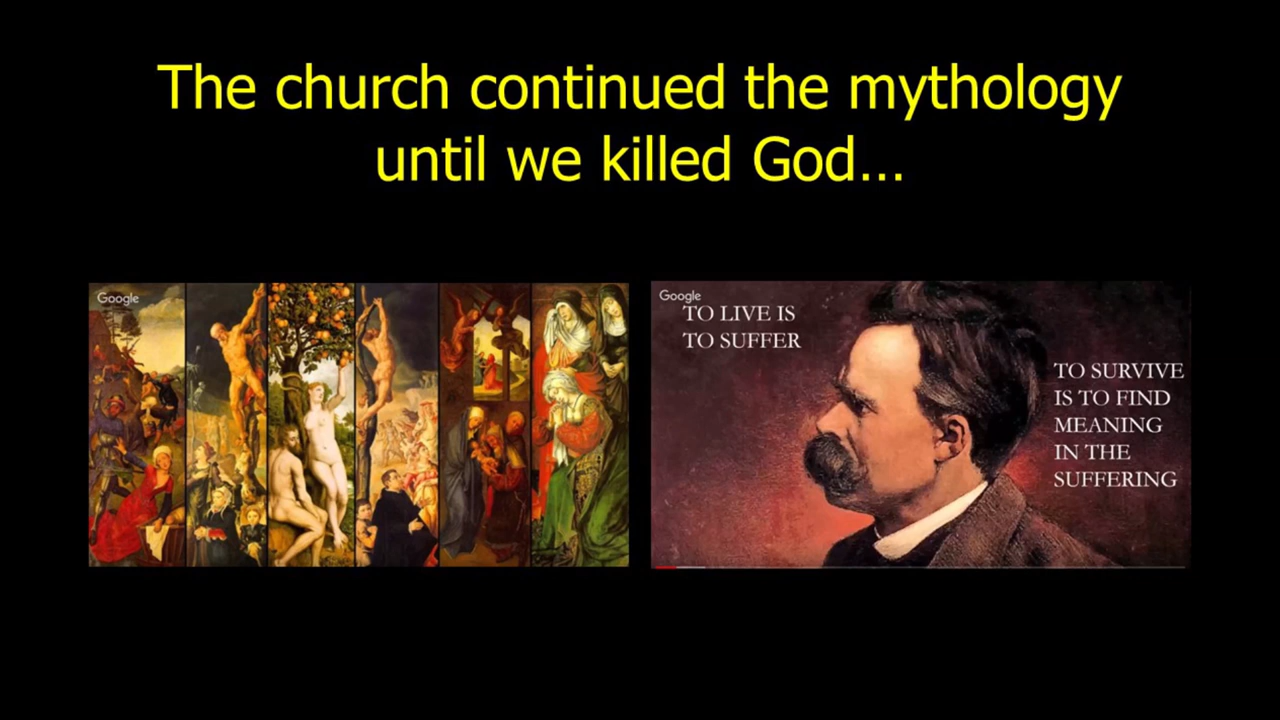 The church continued the mythology
until we killed God...
Google
Google
TO LIVE IS
TO SUFFER
TO SURVIVE
IS TO FIND
MEANING
IN THE
SUFFERING